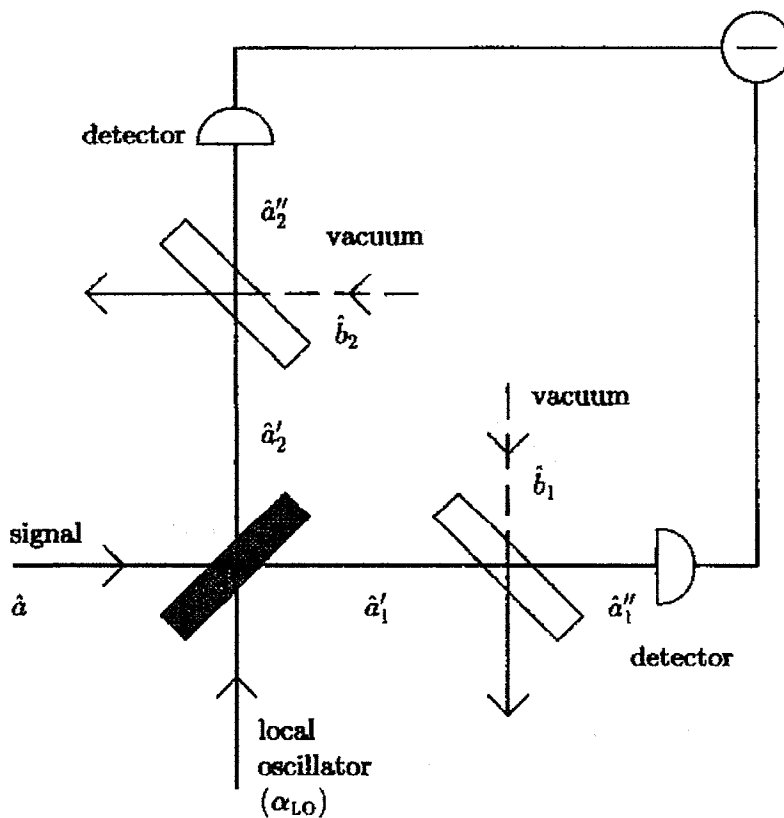 detector
â₂″
vacuum
b̂₂
vacuum
â₂′
b̂₁
signal
â
â₁′
â₁″
detector
local
oscillator
(α_LO)